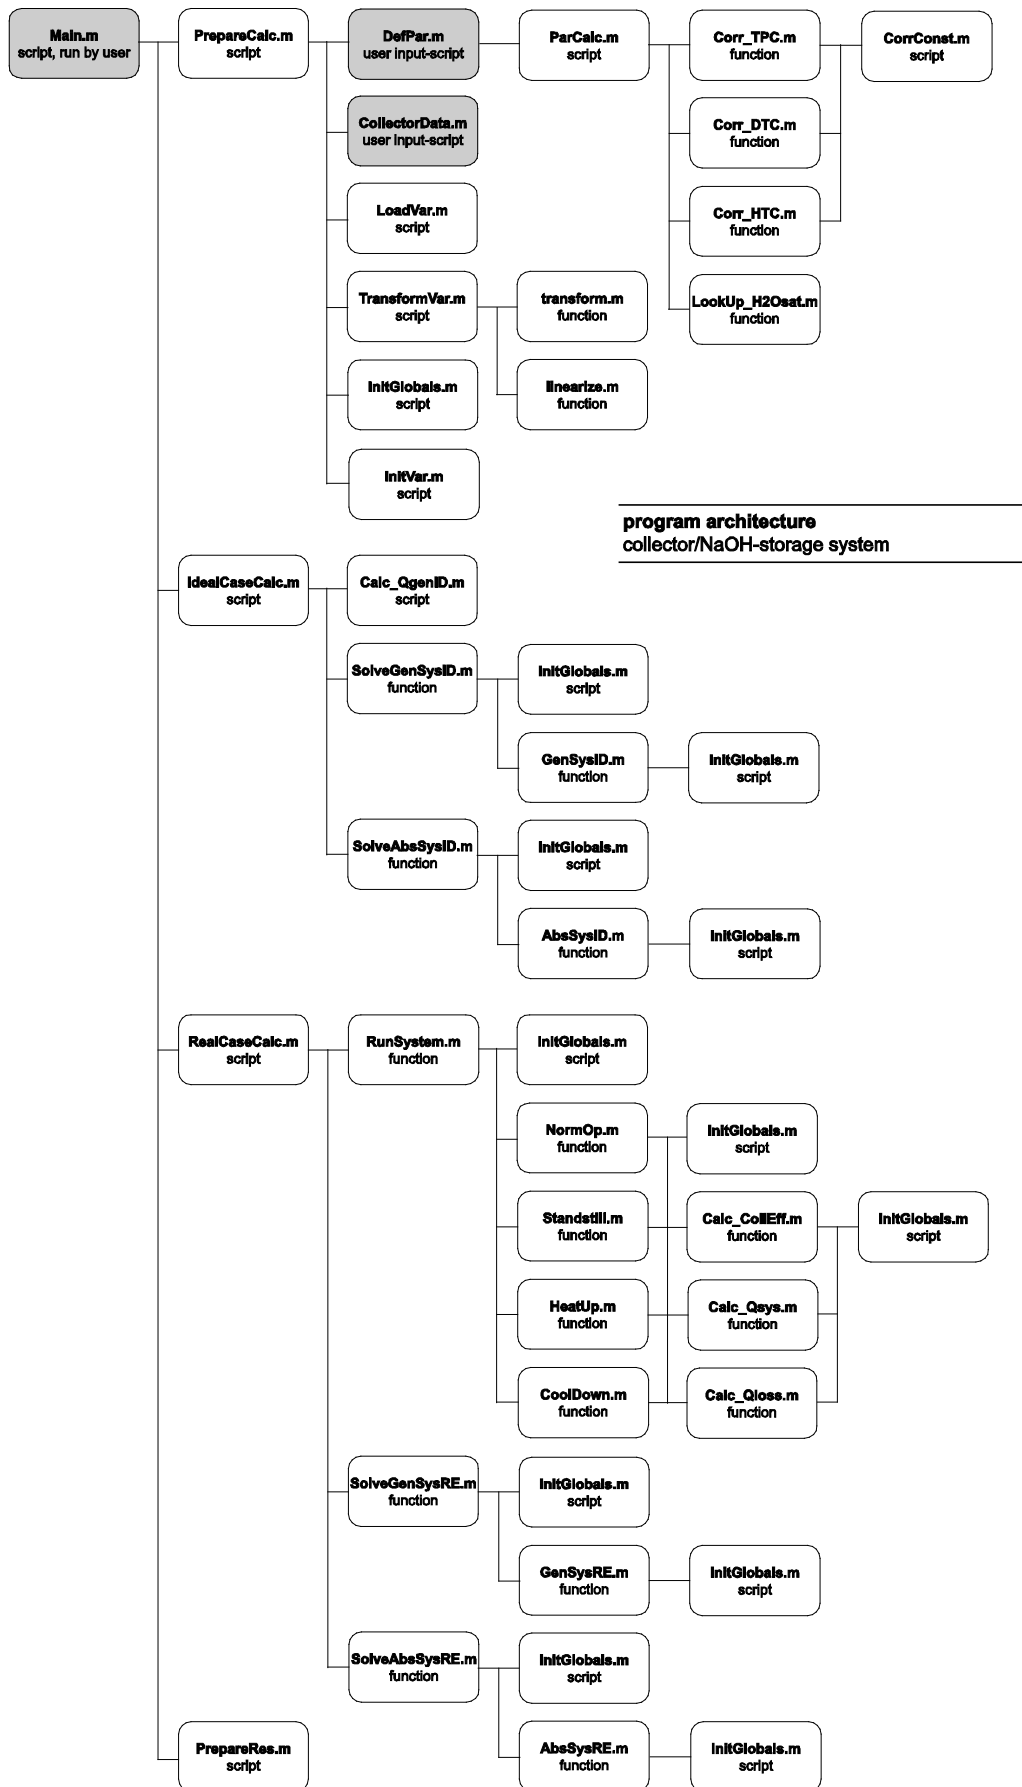 Main.m
script, run by user
PrepareCalc.m
script
DefPar.m
user input-script
ParCalc.m
script
Corr_TPC.m
function
CorrConst.m
script
CollectorData.m
user input-script
Corr_DTC.m
function
LoadVar.m
script
Corr_HTC.m
function
TransformVar.m
script
transform.m
function
LookUp_H2Osat.m
function
InitGlobals.m
script
linearize.m
function
InitVar.m
script
program architecture
collector/NaOH-storage system
IdealCaseCalc.m
script
Calc_QgenID.m
script
SolveGenSysID.m
function
InitGlobals.m
script
GenSysID.m
function
InitGlobals.m
script
SolveAbsSysID.m
function
InitGlobals.m
script
AbsSysID.m
function
InitGlobals.m
script
RealCaseCalc.m
script
RunSystem.m
function
InitGlobals.m
script
NormOp.m
function
InitGlobals.m
script
Standstill.m
function
Calc_CollEff.m
function
InitGlobals.m
script
HeatUp.m
function
Calc_Qsys.m
function
CoolDown.m
function
Calc_Qloss.m
function
SolveGenSysRE.m
function
InitGlobals.m
script
GenSysRE.m
function
InitGlobals.m
script
SolveAbsSysRE.m
function
InitGlobals.m
script
PrepareRes.m
script
AbsSysRE.m
function
InitGlobals.m
script